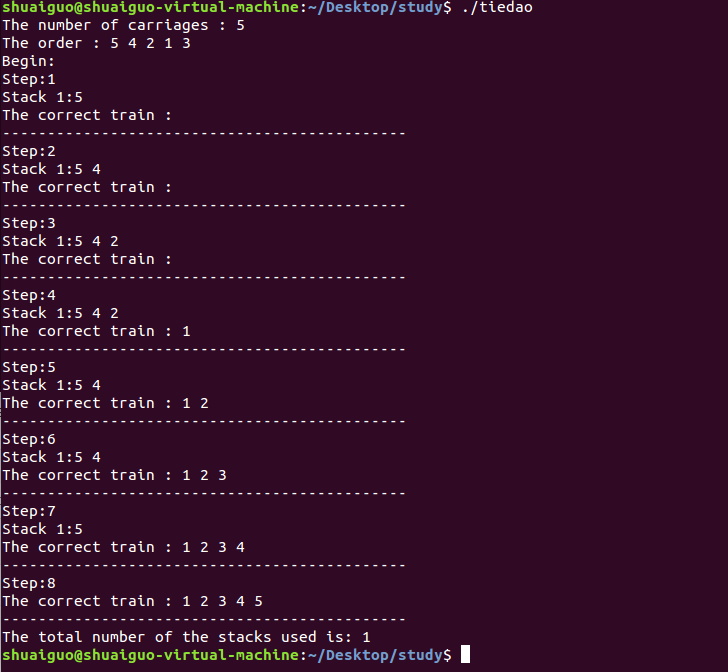 shuaiguo@shuaiguo-virtual-machine:~/Desktop/study$ ./tiedao
The number of carriages : 5
The order : 5 4 2 1 3
Begin:
Step:1
Stack 1:5
The correct train :
---------------------------------------------
Step:2
Stack 1:5 4
The correct train :
---------------------------------------------
Step:3
Stack 1:5 4 2
The correct train :
---------------------------------------------
Step:4
Stack 1:5 4 2
The correct train : 1
---------------------------------------------
Step:5
Stack 1:5 4
The correct train : 1 2
---------------------------------------------
Step:6
Stack 1:5 4
The correct train : 1 2 3
---------------------------------------------
Step:7
Stack 1:5
The correct train : 1 2 3 4
---------------------------------------------
Step:8
The correct train : 1 2 3 4 5
---------------------------------------------
The total number of the stacks used is: 1
shuaiguo@shuaiguo-virtual-machine:~/Desktop/study$